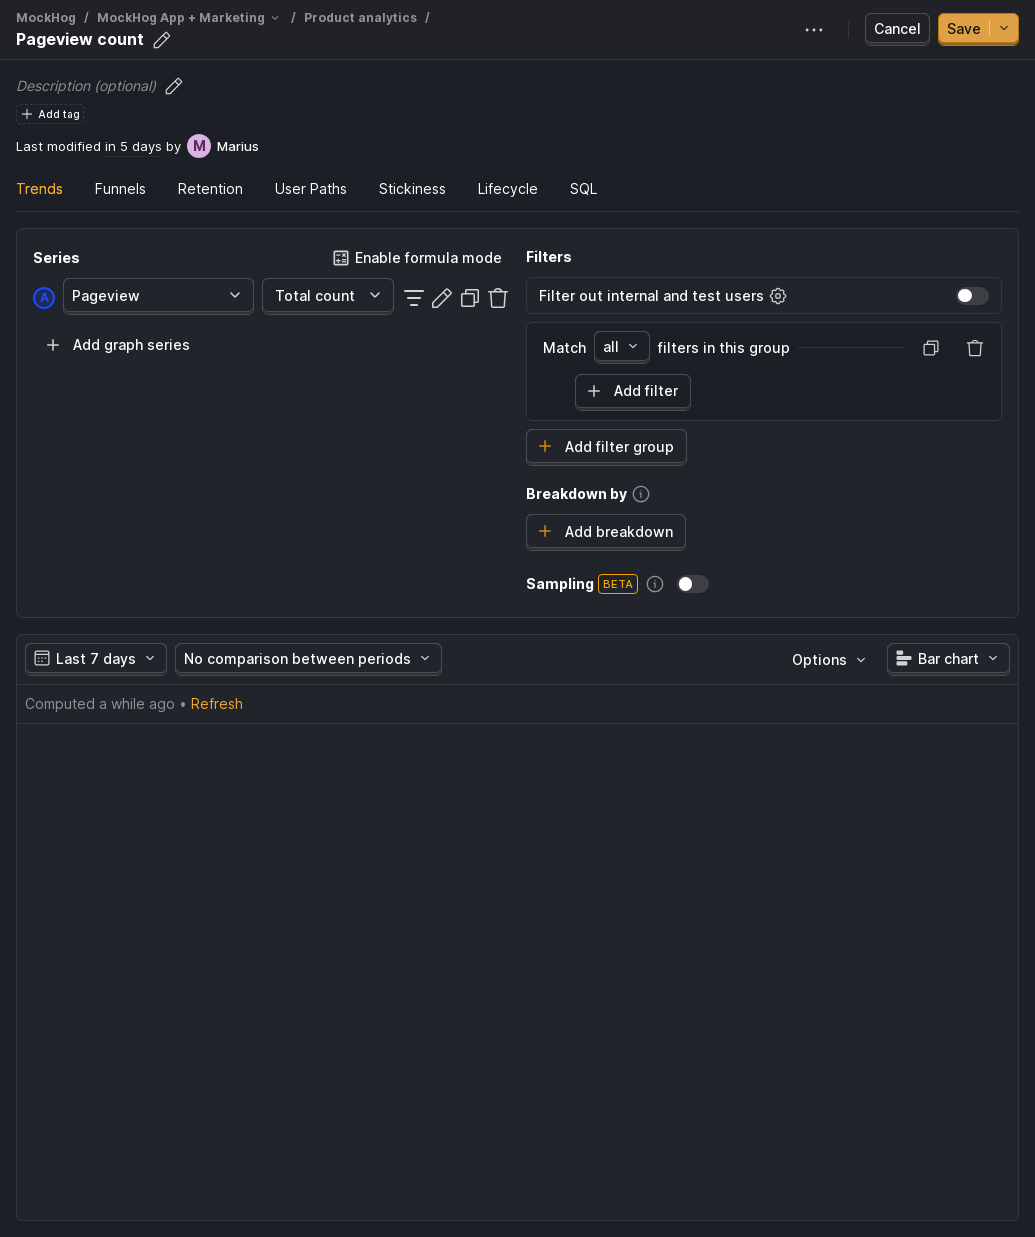 MockHog / MockHog App + Marketing / Product analytics /
Pageview count
Cancel
Save
Description (optional)
Add tag
Last modified in 5 days by M Marius
Trends
Funnels
Retention
User Paths
Stickiness
Lifecycle
SQL
Series
Enable formula mode
A
Pageview
Total count
Add graph series
Filters
Filter out internal and test users
Match all filters in this group
Add filter
Add filter group
Breakdown by
Add breakdown
Sampling BETA
Last 7 days
No comparison between periods
Options
Bar chart
Computed a while ago • Refresh